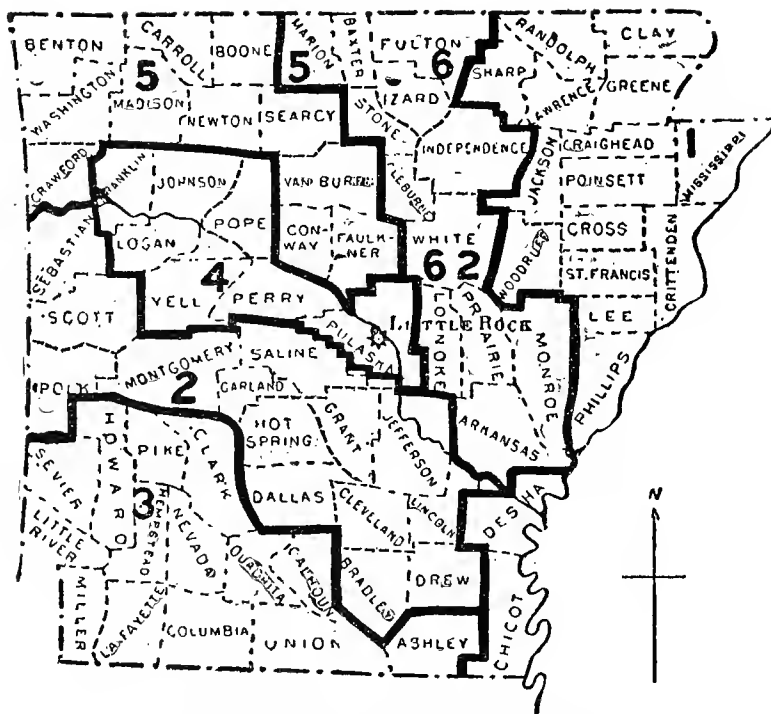 BENTON
CARROLL
BOONE
MARION
BAXTER
FULTON
RANDOLPH
CLAY
5
5
6
SHARP
WASHINGTON
MADISON
NEWTON
SEARCY
STONE
IZARD
LAWRENCE
GREENE
INDEPENDENCE
JACKSON
CRAIGHEAD
1
MISSISSIPPI
CRAWFORD
FRANKLIN
JOHNSON
VAN BUREN
CLEBURNE
POINSETT
SEBASTIAN
LOGAN
POPE
CON-
WAY
FAULK-
NER
WHITE
WOODRUFF
CROSS
CRITTENDEN
ST. FRANCIS
SCOTT
YELL
4
PERRY
6
2
LONOKE
PRAIRIE
LITTLE ROCK
LEE
PULASKI
MONROE
PHILLIPS
POLK
MONTGOMERY
2
SALINE
GARLAND
HOT
SPRING
GRANT
JEFFERSON
ARKANSAS
SEVIER
HOWARD
PIKE
CLARK
DALLAS
CLEVELAND
LINCOLN
DESHA
LITTLE
RIVER
3
HEMPSTEAD
NEVADA
OUACHITA
CALHOUN
BRADLEY
DREW
MILLER
LAFAYETTE
COLUMBIA
UNION
ASHLEY
CHICOT
N